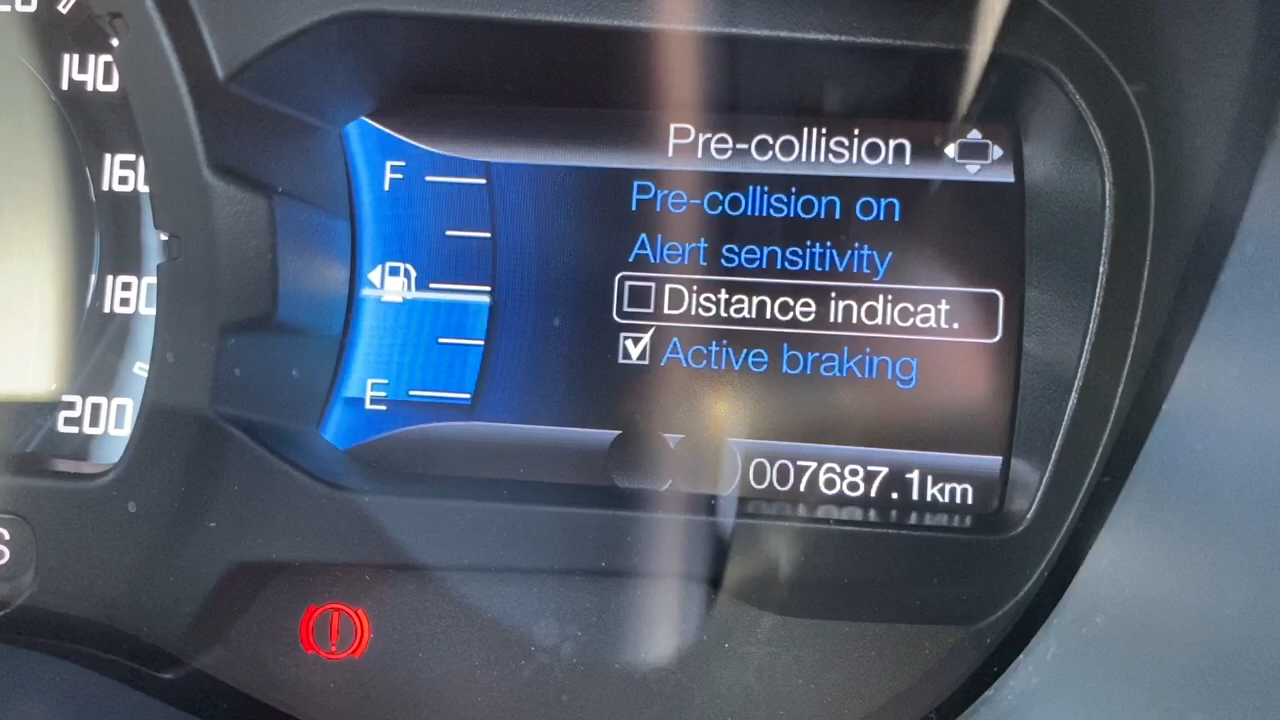 140
160
180
200
S
F
E
Pre-collision
Pre-collision on
Alert sensitivity
Distance indicat.
Active braking
007687.1km